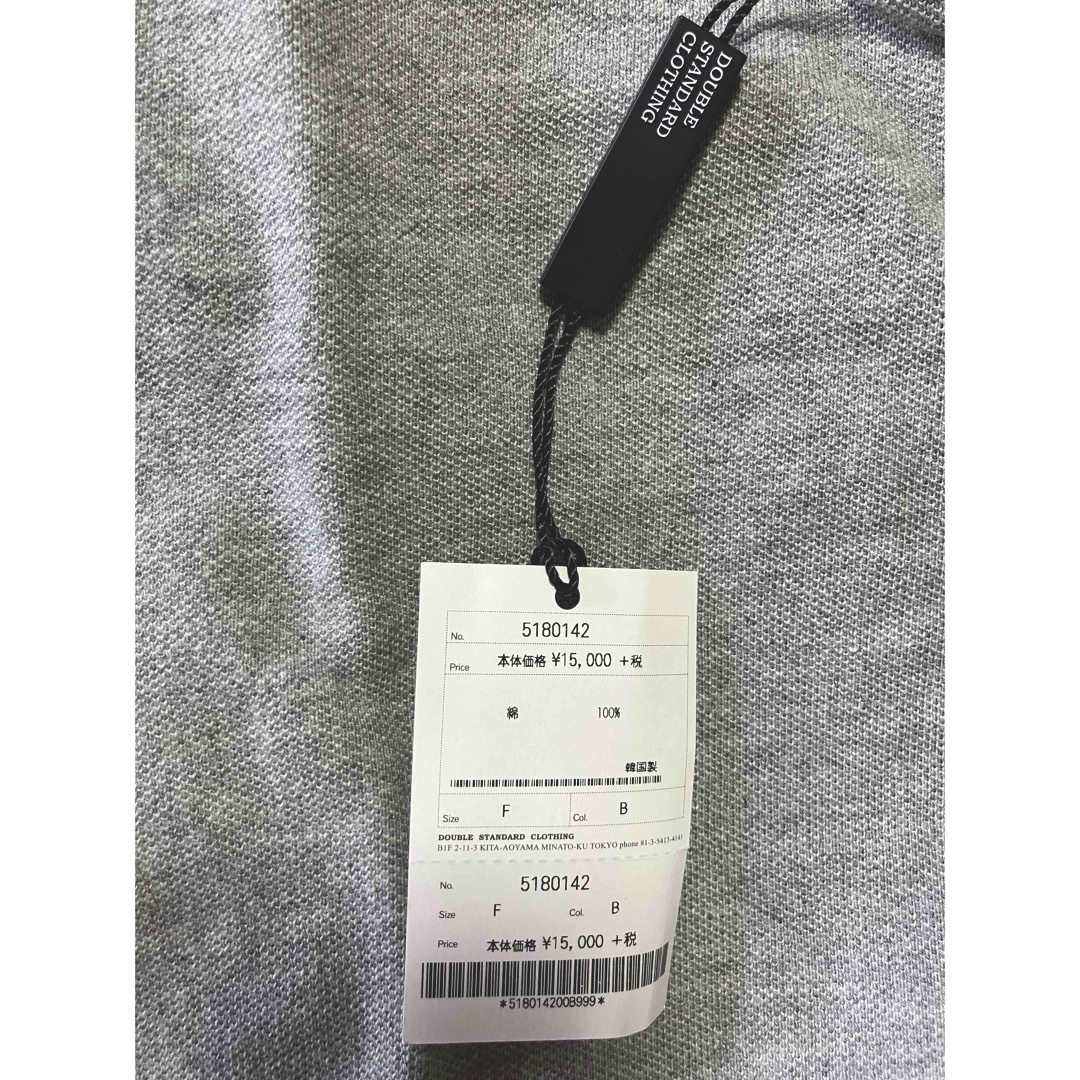 DOUBLE
STANDARD
CLOTHING
No. 5180142
Price 本体価格 ¥15,000 +税
綿 100%
韓国製
Size F Col. B
DOUBLE STANDARD CLOTHING
B1F 2-11-3 KITA-AOYAMA MINATO-KU TOKYO phone 81-3-5413-4141
No. 5180142
Size F Col. B
Price 本体価格 ¥15,000 +税
*518014200B999*